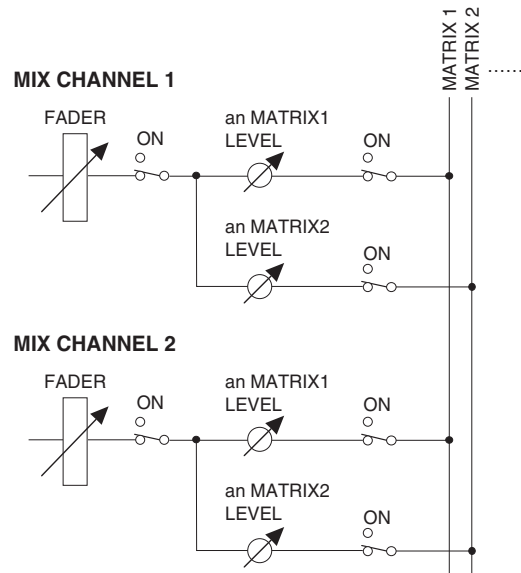 MATRIX 1
MATRIX 2
MIX CHANNEL 1
FADER
ON
an MATRIX1
LEVEL
ON
an MATRIX2
LEVEL
ON
MIX CHANNEL 2
FADER
ON
an MATRIX1
LEVEL
ON
an MATRIX2
LEVEL
ON